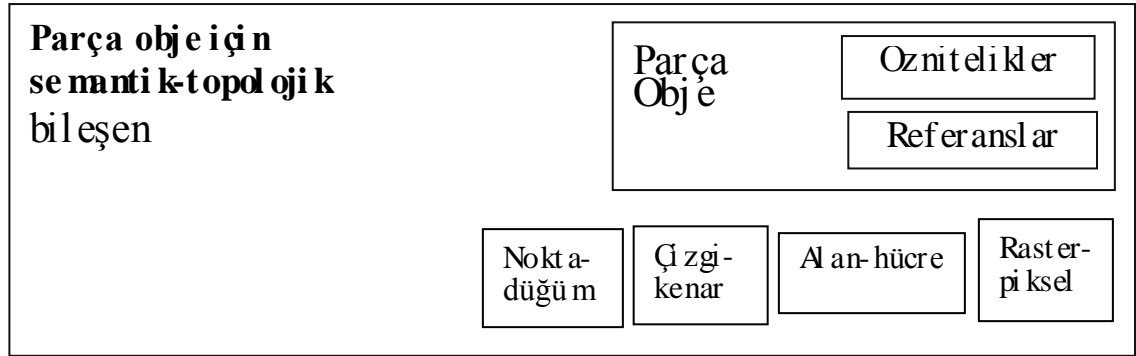 Parça obje için
semantik-topolojik
bileşen
Parça
Obje
Oznitelikler
Referanslar
Nokta-
düğüm
Çizgi-
kenar
Alan-hücre
Raster-
piksel